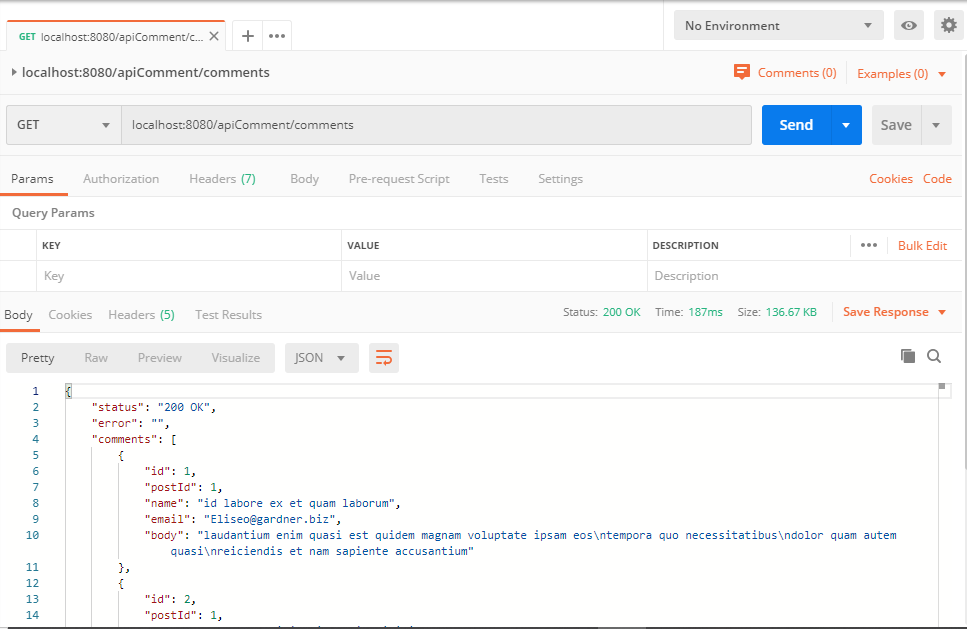 GET localhost:8080/apiComment/c...
No Environment
localhost:8080/apiComment/comments
Comments (0)
Examples (0)
GET
localhost:8080/apiComment/comments
Send
Save
Params
Authorization
Headers (7)
Body
Pre-request Script
Tests
Settings
Cookies
Code
Query Params
KEY
VALUE
DESCRIPTION
Bulk Edit
Key
Value
Description
Body
Cookies
Headers (5)
Test Results
Status: 200 OK
Time: 187ms
Size: 136.67 KB
Save Response
Pretty
Raw
Preview
Visualize
JSON
1 {
2 "status": "200 OK",
3 "error": "",
4 "comments": [
5 {
6 "id": 1,
7 "postId": 1,
8 "name": "id labore ex et quam laborum",
9 "email": "Eliseo@gardner.biz",
10 "body": "laudantium enim quasi est quidem magnam voluptate ipsam eos\ntempora quo necessitatibus\ndolor quam autem
quasi\nreiciendis et nam sapiente accusantium"
11 },
12 {
13 "id": 2,
14 "postId": 1,